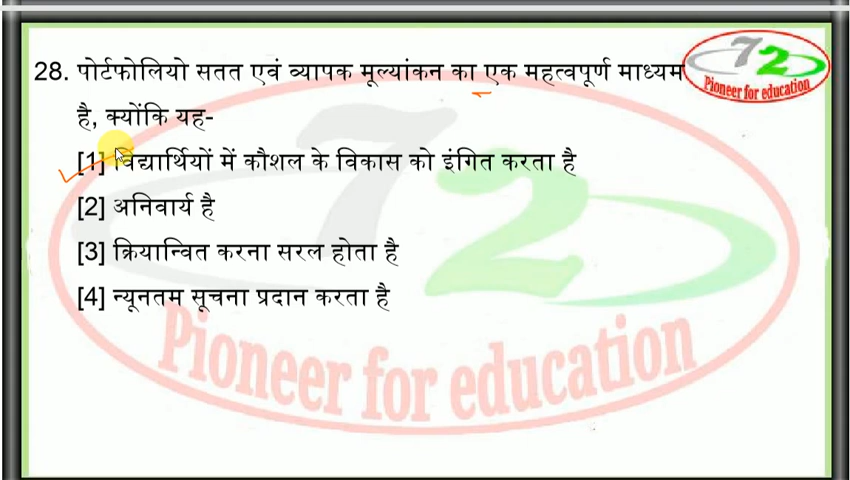 28. पोर्टफोलियो सतत एवं व्यापक मूल्यांकन का एक महत्वपूर्ण माध्यम
है, क्योंकि यह-
[1] विद्यार्थियों में कौशल के विकास को इंगित करता है
[2] अनिवार्य है
[3] क्रियान्वित करना सरल होता है
[4] न्यूनतम सूचना प्रदान करता है
72
Pioneer for education
72
Pioneer for education